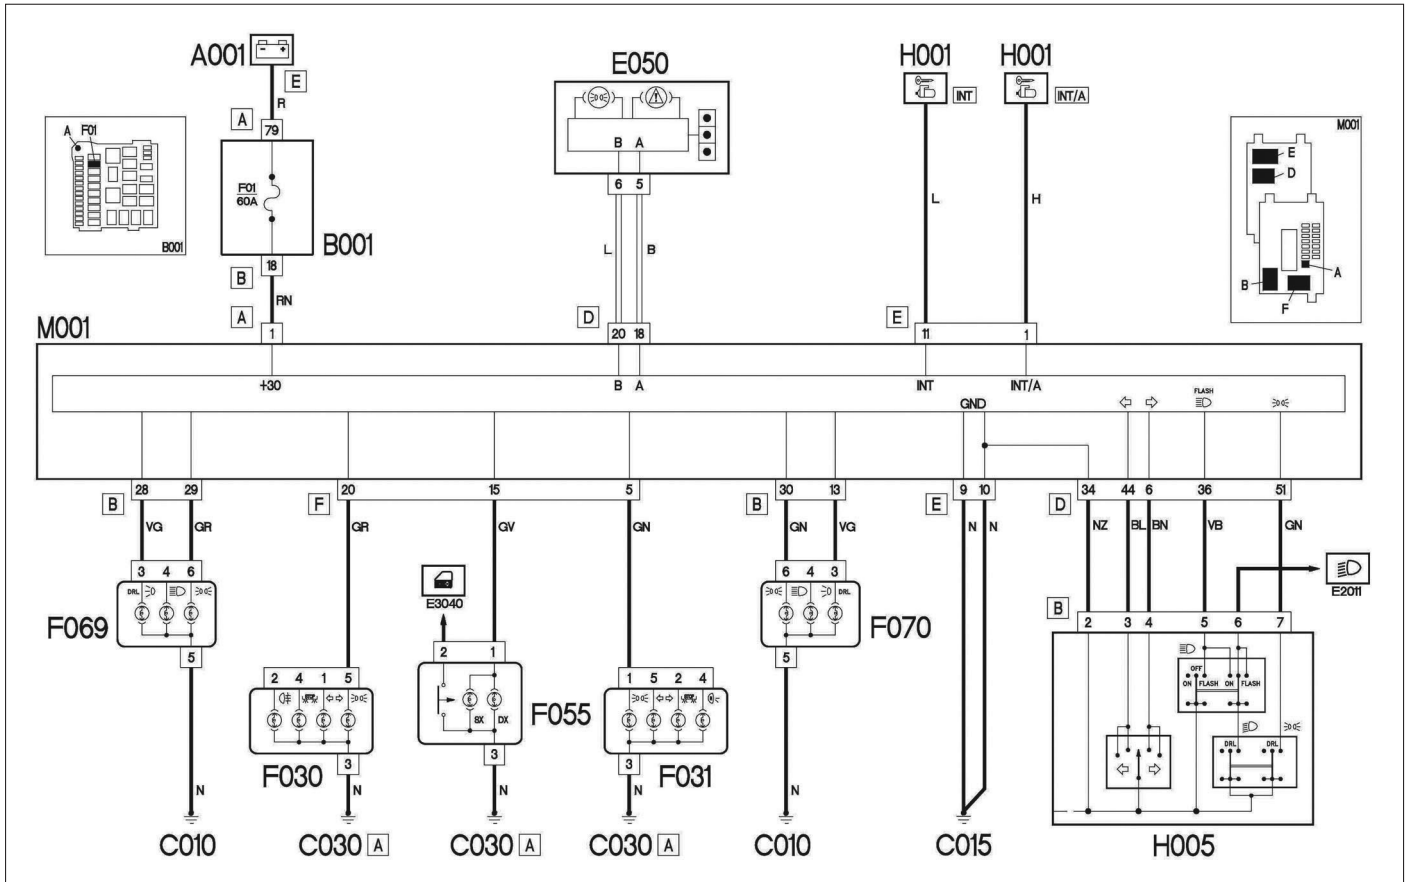 A001
E
R
A
79
F01
60A
B001
18
B
RN
A
1
A F01
B001
E050
B A
6 5
L B
D
20 18
H001
INT
H001
INT/A
L
H
E
11
1
M001
E
D
A
B
F
M001
+30
B A
INT
INT/A
GND
FLASH
B
28 29
F
20 15 5
B
30 13
E
9 10
D
34 44 6 36 51
VG GR
GR
GV
GN
GN VG
N N
NZ BL BN VB GN
3 4 6
DRL
F069
5
N
C010
2 4 1 5
F030
3
N
C030 A
E3040
2 1
SX DX
F055
3
N
C030 A
1 5 2 4
F031
3
N
C030 A
6 4 3
DRL
F070
5
N
C010
C015
E2011
B
2 3 4 5 6 7
OFF
ON FLASH ON FLASH
DRL DRL
H005